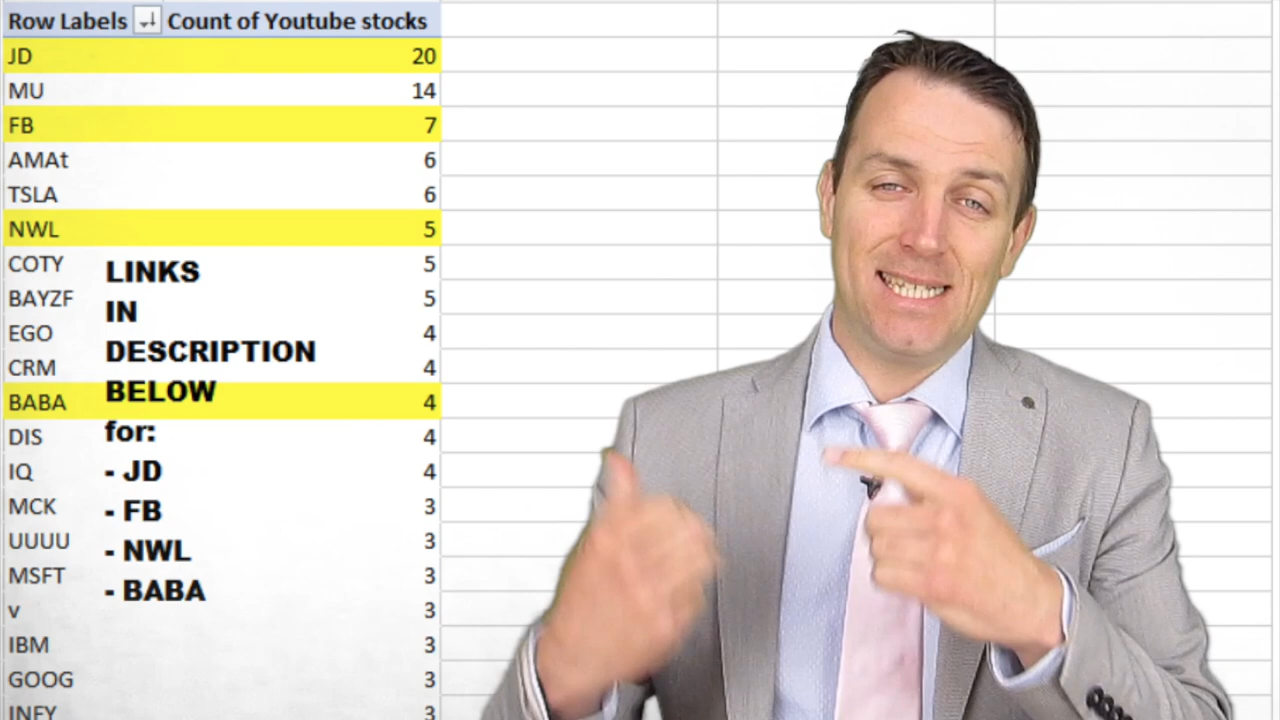 Row Labels Count of Youtube stocks
JD 20
MU 14
FB 7
AMAt 6
TSLA 6
NWL 5
COTY 5
BAYZF 5
EGO 4
CRM 4
BABA 4
DIS 4
IQ 4
MCK 3
UUUU 3
MSFT 3
v 3
IBM 3
GOOG 3
INFY 3
LINKS
IN
DESCRIPTION
BELOW
for:
- JD
- FB
- NWL
- BABA